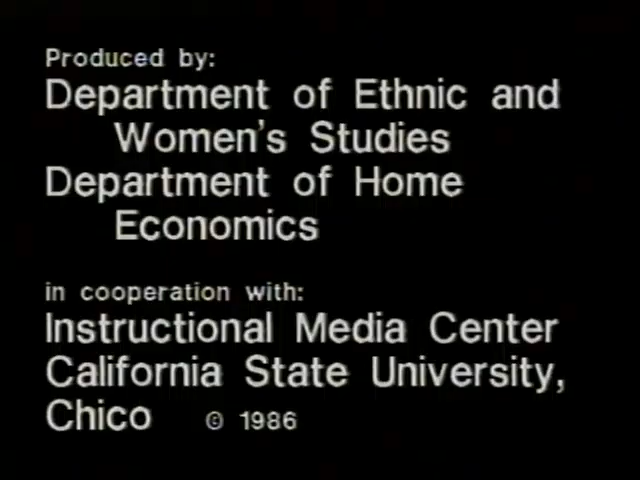 Produced by:
Department of Ethnic and
Women's Studies
Department of Home
Economics
in cooperation with:
Instructional Media Center
California State University,
Chico © 1986